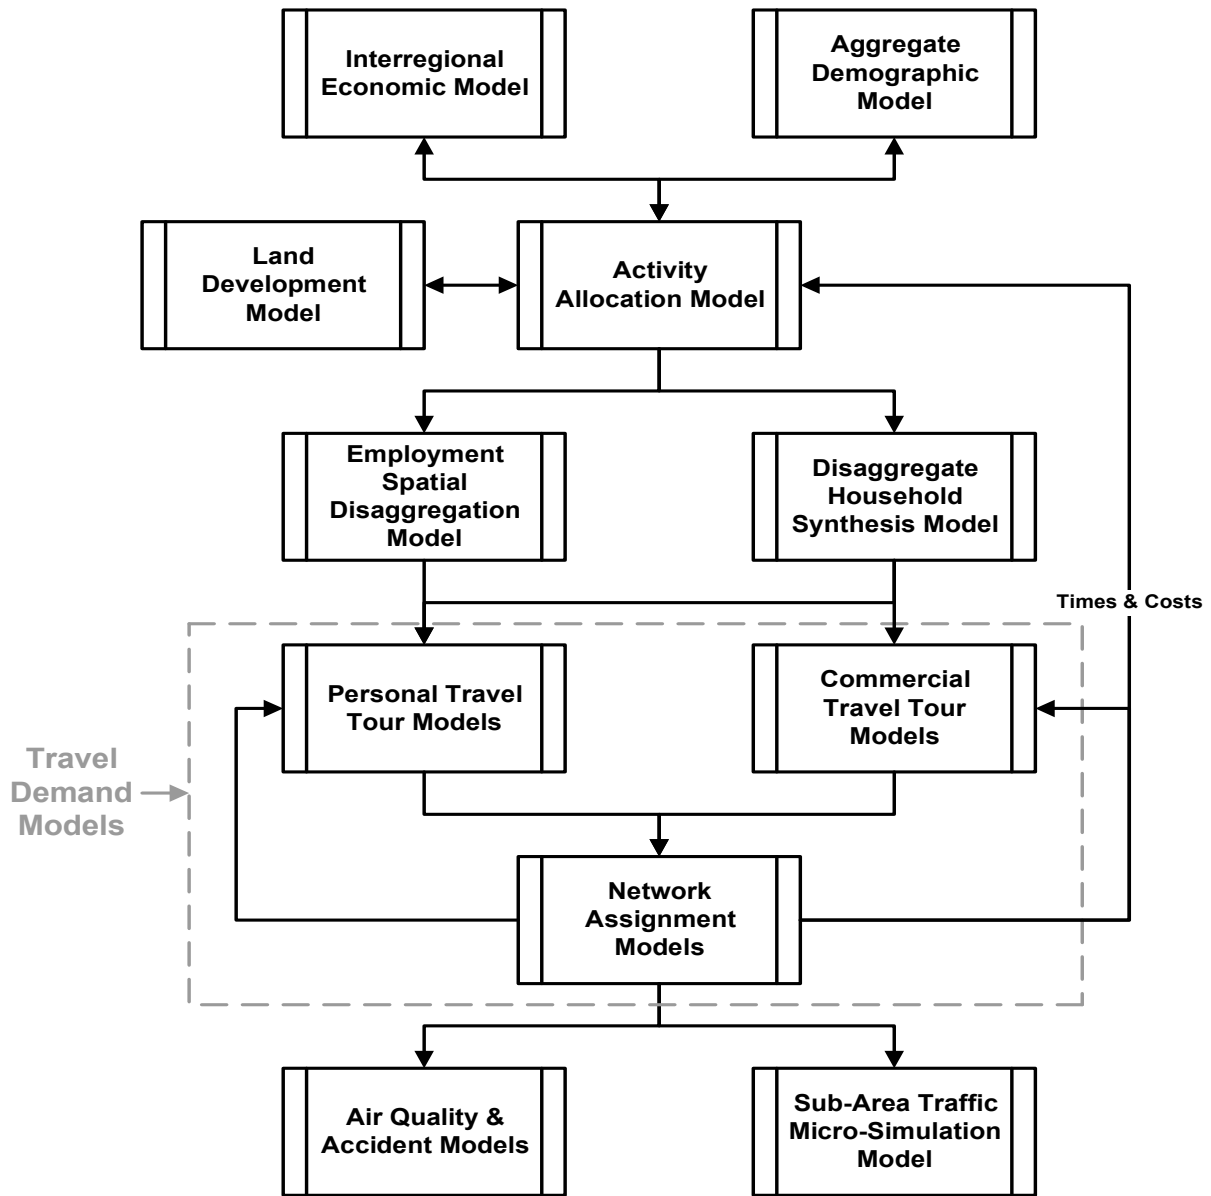 Interregional
Economic Model
Aggregate
Demographic
Model
Land
Development
Model
Activity
Allocation Model
Employment
Spatial
Disaggregation
Model
Disaggregate
Household
Synthesis Model
Times & Costs
Personal Travel
Tour Models
Commercial
Travel Tour
Models
Travel
Demand
Models
Network
Assignment
Models
Air Quality &
Accident Models
Sub-Area Traffic
Micro-Simulation
Model